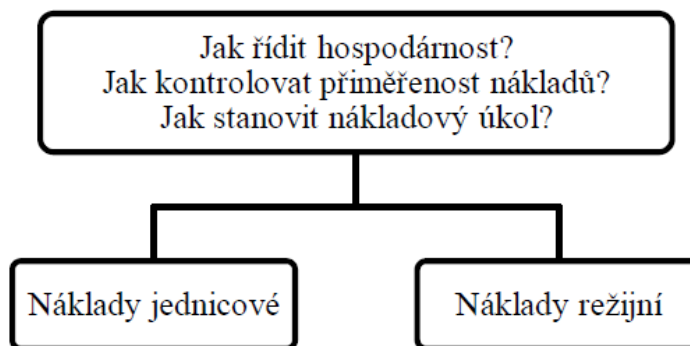 Jak řídit hospodárnost?
Jak kontrolovat přiměřenost nákladů?
Jak stanovit nákladový úkol?
Náklady jednicové
Náklady režijní